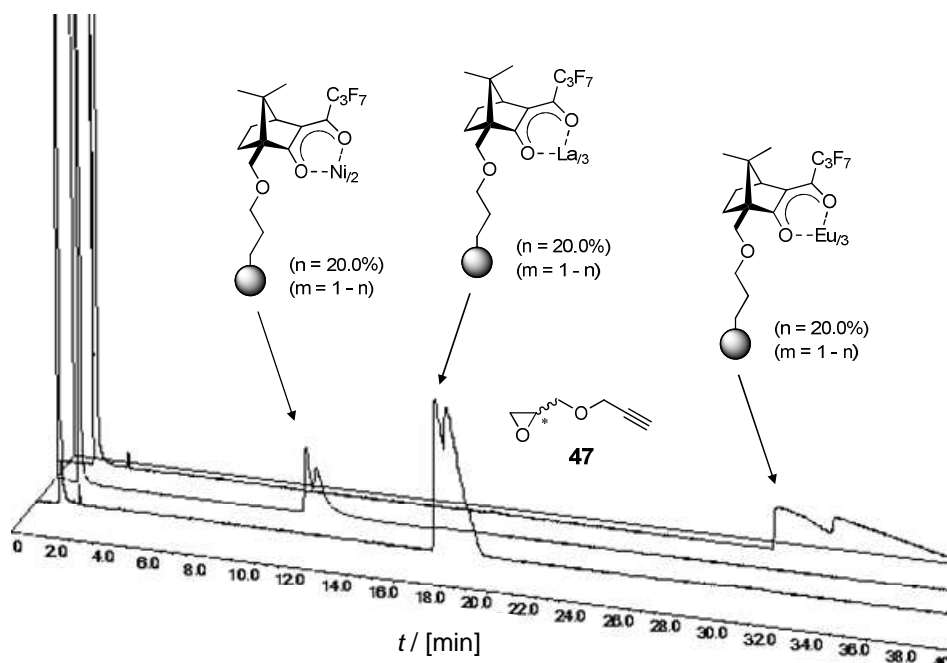 C3F7
O
O
Ni/2
O
(n = 20.0%)
(m = 1 - n)
C3F7
O
O
La/3
O
(n = 20.0%)
(m = 1 - n)
C3F7
O
O
Eu/3
O
(n = 20.0%)
(m = 1 - n)
O
*
O
47
0 2.0 4.0 6.0 8.0 10.0 12.0 14.0 16.0 18.0 20.0 22.0 24.0 26.0 28.0 30.0 32.0 34.0 36.0 38.0
t / [min]